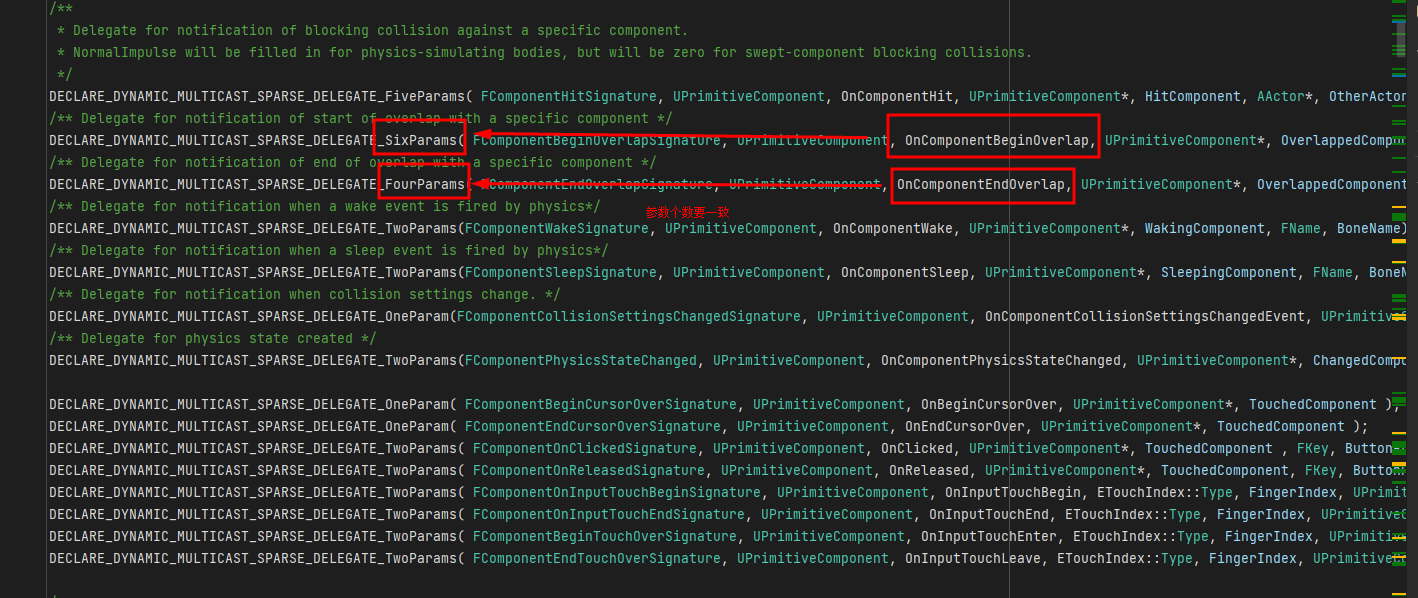 /**
* Delegate for notification of blocking collision against a specific component.
* NormalImpulse will be filled in for physics-simulating bodies, but will be zero for swept-component blocking collisions.
*/
DECLARE_DYNAMIC_MULTICAST_SPARSE_DELEGATE_FiveParams( FComponentHitSignature, UPrimitiveComponent, OnComponentHit, UPrimitiveComponent*, HitComponent, AActor*, OtherActor
/** Delegate for notification of start of overlap with a specific component */
DECLARE_DYNAMIC_MULTICAST_SPARSE_DELEGATE_SixParams( FComponentBeginOverlapSignature, UPrimitiveComponent, OnComponentBeginOverlap, UPrimitiveComponent*, OverlappedCompo
/** Delegate for notification of end of overlap with a specific component */
DECLARE_DYNAMIC_MULTICAST_SPARSE_DELEGATE_FourParams( FComponentEndOverlapSignature, UPrimitiveComponent, OnComponentEndOverlap, UPrimitiveComponent*, OverlappedComponent
/** Delegate for notification when a wake event is fired by physics*/
参数个数要一致
DECLARE_DYNAMIC_MULTICAST_SPARSE_DELEGATE_TwoParams(FComponentWakeSignature, UPrimitiveComponent, OnComponentWake, UPrimitiveComponent*, WakingComponent, FName, BoneName)
/** Delegate for notification when a sleep event is fired by physics*/
DECLARE_DYNAMIC_MULTICAST_SPARSE_DELEGATE_TwoParams(FComponentSleepSignature, UPrimitiveComponent, OnComponentSleep, UPrimitiveComponent*, SleepingComponent, FName, BoneN
/** Delegate for notification when collision settings change. */
DECLARE_DYNAMIC_MULTICAST_SPARSE_DELEGATE_OneParam(FComponentCollisionSettingsChangedSignature, UPrimitiveComponent, OnComponentCollisionSettingsChangedEvent, UPrimitiveC
/** Delegate for physics state created */
DECLARE_DYNAMIC_MULTICAST_SPARSE_DELEGATE_TwoParams(FComponentPhysicsStateChanged, UPrimitiveComponent, OnComponentPhysicsStateChanged, UPrimitiveComponent*, ChangedCompo
DECLARE_DYNAMIC_MULTICAST_SPARSE_DELEGATE_OneParam( FComponentBeginCursorOverSignature, UPrimitiveComponent, OnBeginCursorOver, UPrimitiveComponent*, TouchedComponent );
DECLARE_DYNAMIC_MULTICAST_SPARSE_DELEGATE_OneParam( FComponentEndCursorOverSignature, UPrimitiveComponent, OnEndCursorOver, UPrimitiveComponent*, TouchedComponent );
DECLARE_DYNAMIC_MULTICAST_SPARSE_DELEGATE_TwoParams( FComponentOnClickedSignature, UPrimitiveComponent, OnClicked, UPrimitiveComponent*, TouchedComponent , FKey, Button
DECLARE_DYNAMIC_MULTICAST_SPARSE_DELEGATE_TwoParams( FComponentOnReleasedSignature, UPrimitiveComponent, OnReleased, UPrimitiveComponent*, TouchedComponent, FKey, Button
DECLARE_DYNAMIC_MULTICAST_SPARSE_DELEGATE_TwoParams( FComponentOnInputTouchBeginSignature, UPrimitiveComponent, OnInputTouchBegin, ETouchIndex::Type, FingerIndex, UPrimit
DECLARE_DYNAMIC_MULTICAST_SPARSE_DELEGATE_TwoParams( FComponentOnInputTouchEndSignature, UPrimitiveComponent, OnInputTouchEnd, ETouchIndex::Type, FingerIndex, UPrimitiveC
DECLARE_DYNAMIC_MULTICAST_SPARSE_DELEGATE_TwoParams( FComponentBeginTouchOverSignature, UPrimitiveComponent, OnInputTouchEnter, ETouchIndex::Type, FingerIndex, UPrimitive
DECLARE_DYNAMIC_MULTICAST_SPARSE_DELEGATE_TwoParams( FComponentEndTouchOverSignature, UPrimitiveComponent, OnInputTouchLeave, ETouchIndex::Type, FingerIndex, UPrimitive